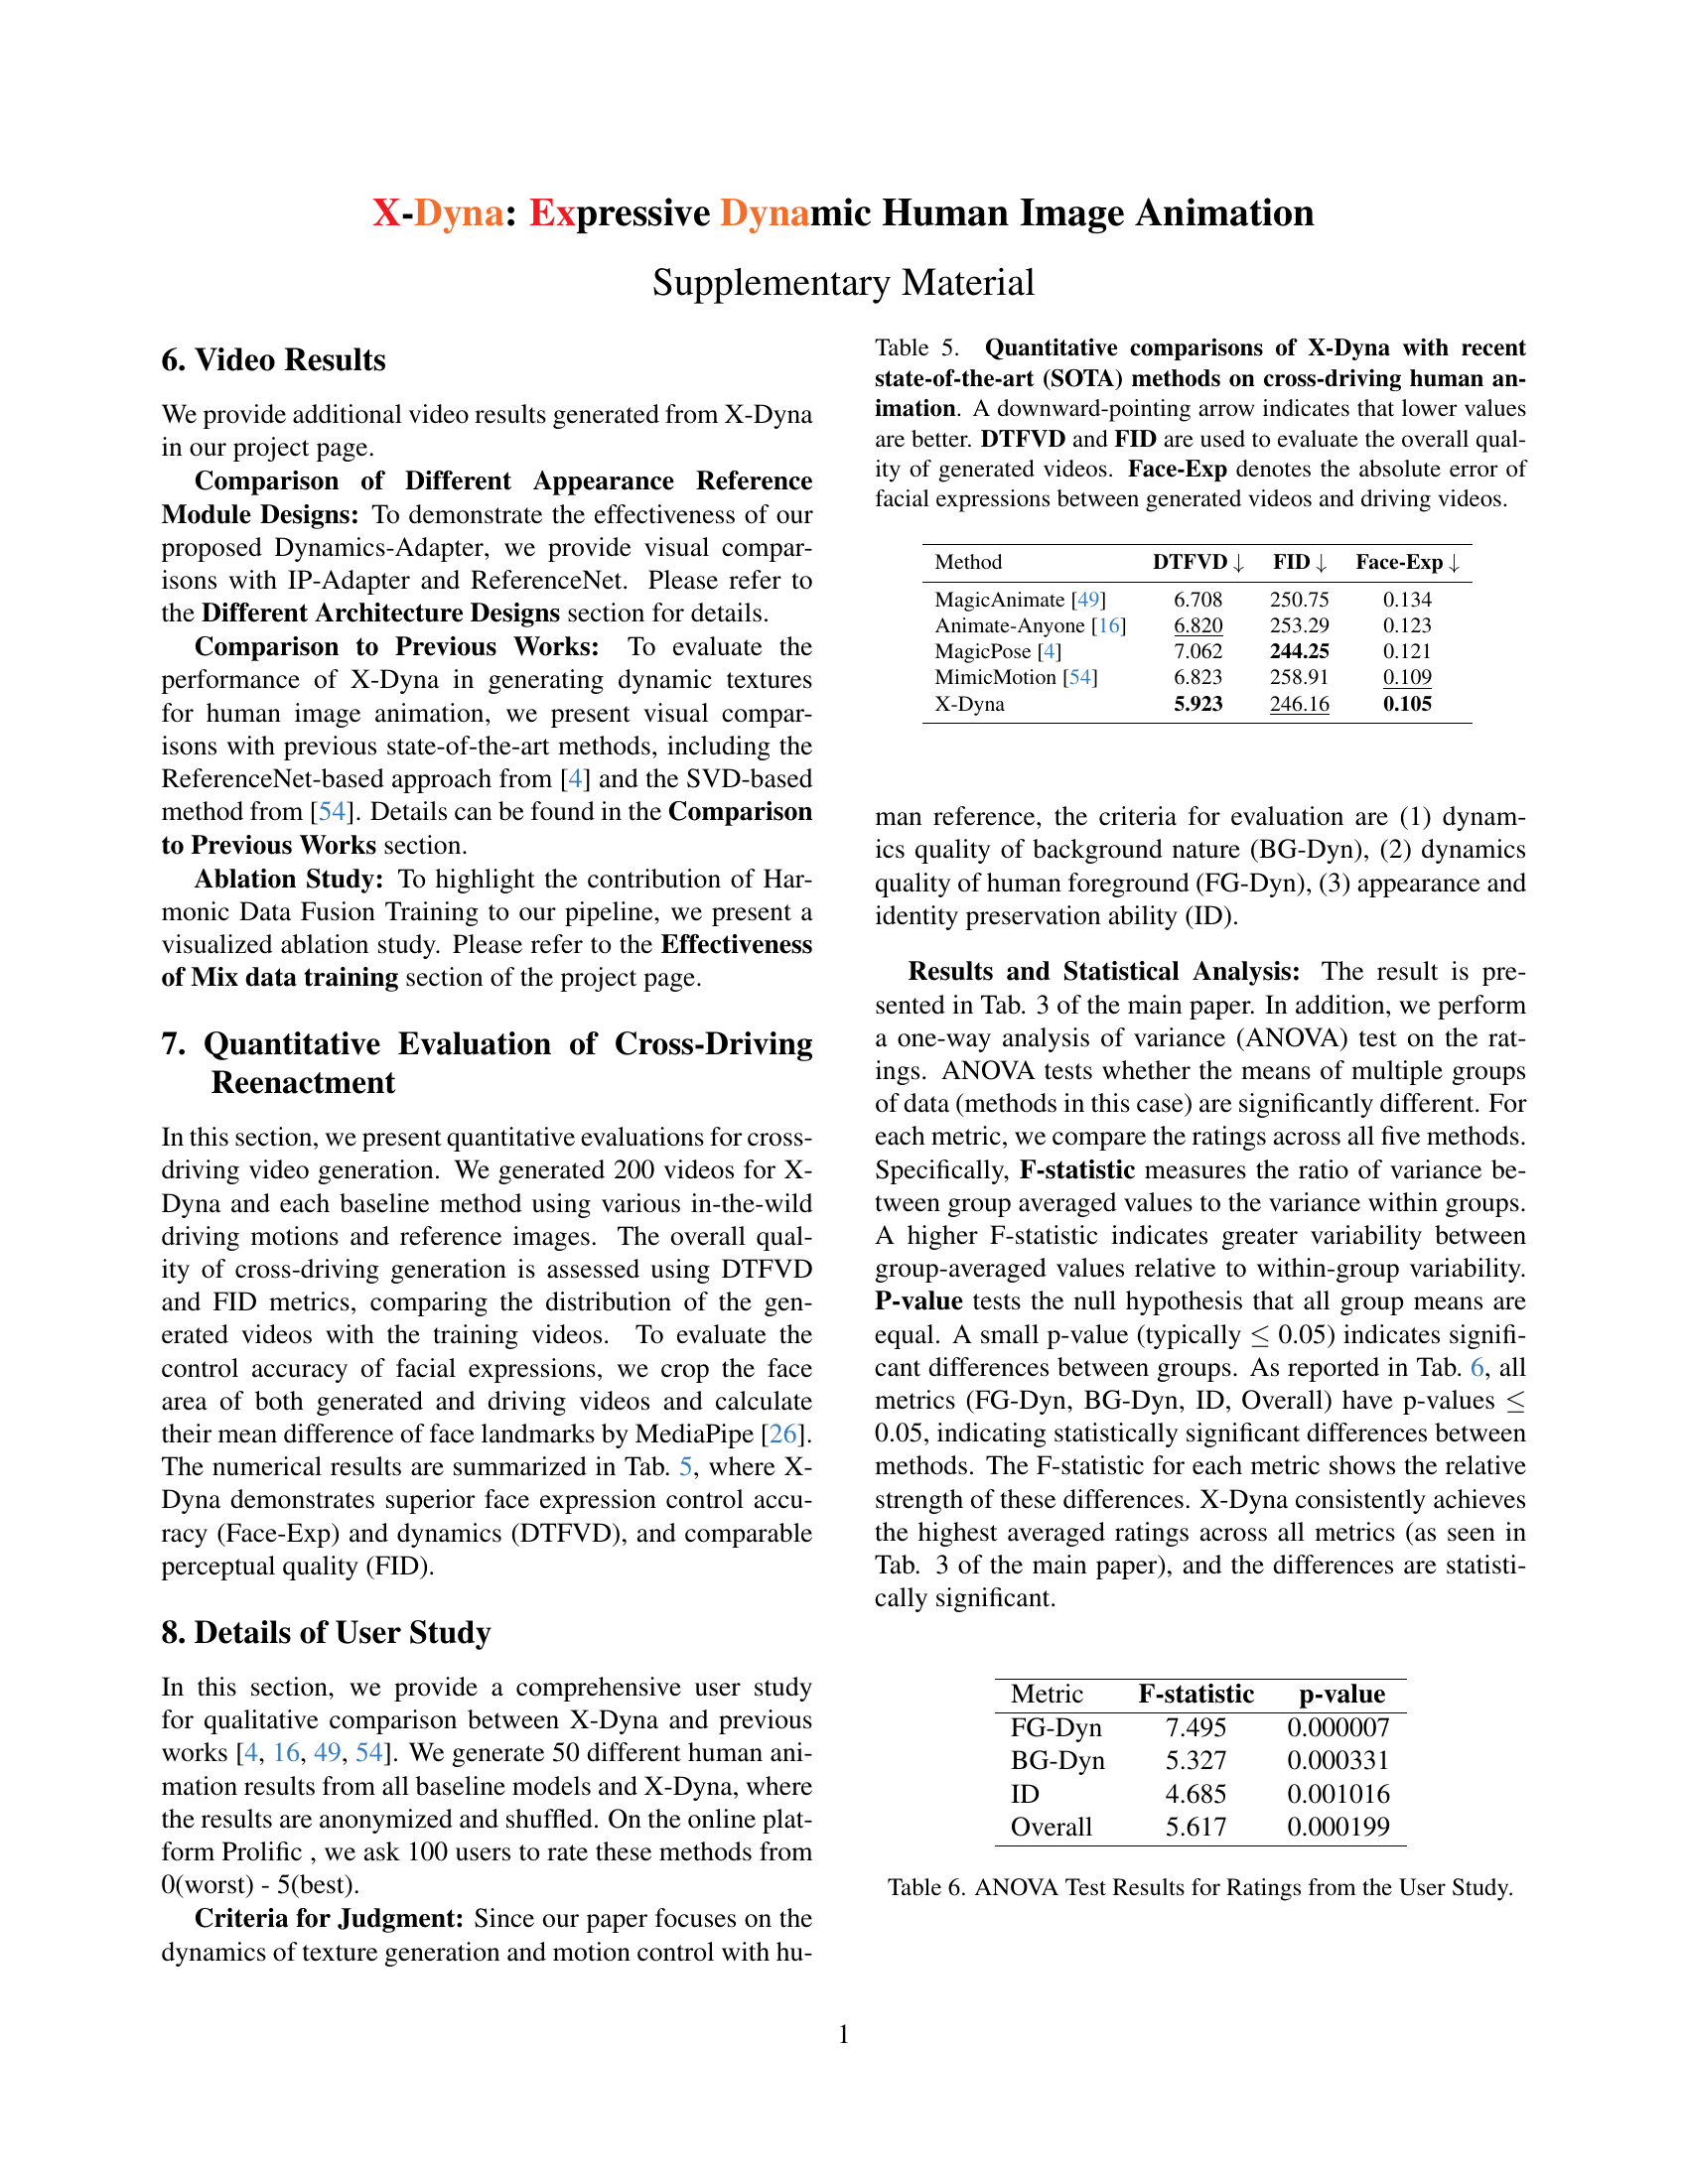 X-Dyna: Expressive Dynamic Human Image Animation
Supplementary Material
6. Video Results
We provide additional video results generated from X-Dyna
in our project page.
Comparison of Different Appearance Reference
Module Designs: To demonstrate the effectiveness of our
proposed Dynamics-Adapter, we provide visual compar-
isons with IP-Adapter and ReferenceNet. Please refer to
the Different Architecture Designs section for details.
Comparison to Previous Works: To evaluate the
performance of X-Dyna in generating dynamic textures
for human image animation, we present visual compar-
isons with previous state-of-the-art methods, including the
ReferenceNet-based approach from [4] and the SVD-based
method from [54]. Details can be found in the Comparison
to Previous Works section.
Ablation Study: To highlight the contribution of Har-
monic Data Fusion Training to our pipeline, we present a
visualized ablation study. Please refer to the Effectiveness
of Mix data training section of the project page.
7. Quantitative Evaluation of Cross-Driving
Reenactment
In this section, we present quantitative evaluations for cross-
driving video generation. We generated 200 videos for X-
Dyna and each baseline method using various in-the-wild
driving motions and reference images. The overall qual-
ity of cross-driving generation is assessed using DTFVD
and FID metrics, comparing the distribution of the gen-
erated videos with the training videos. To evaluate the
control accuracy of facial expressions, we crop the face
area of both generated and driving videos and calculate
their mean difference of face landmarks by MediaPipe [26].
The numerical results are summarized in Tab. 5, where X-
Dyna demonstrates superior face expression control accu-
racy (Face-Exp) and dynamics (DTFVD), and comparable
perceptual quality (FID).
8. Details of User Study
In this section, we provide a comprehensive user study
for qualitative comparison between X-Dyna and previous
works [4, 16, 49, 54]. We generate 50 different human ani-
mation results from all baseline models and X-Dyna, where
the results are anonymized and shuffled. On the online plat-
form Prolific , we ask 100 users to rate these methods from
0(worst) - 5(best).
Criteria for Judgment: Since our paper focuses on the
dynamics of texture generation and motion control with hu-
Table 5. Quantitative comparisons of X-Dyna with recent
state-of-the-art (SOTA) methods on cross-driving human an-
imation. A downward-pointing arrow indicates that lower values
are better. DTFVD and FID are used to evaluate the overall qual-
ity of generated videos. Face-Exp denotes the absolute error of
facial expressions between generated videos and driving videos.
Method DTFVD ↓ FID ↓ Face-Exp ↓
MagicAnimate [49] 6.708 250.75 0.134
Animate-Anyone [16] 6.820 253.29 0.123
MagicPose [4] 7.062 244.25 0.121
MimicMotion [54] 6.823 258.91 0.109
X-Dyna 5.923 246.16 0.105
man reference, the criteria for evaluation are (1) dynam-
ics quality of background nature (BG-Dyn), (2) dynamics
quality of human foreground (FG-Dyn), (3) appearance and
identity preservation ability (ID).
Results and Statistical Analysis: The result is pre-
sented in Tab. 3 of the main paper. In addition, we perform
a one-way analysis of variance (ANOVA) test on the rat-
ings. ANOVA tests whether the means of multiple groups
of data (methods in this case) are significantly different. For
each metric, we compare the ratings across all five methods.
Specifically, F-statistic measures the ratio of variance be-
tween group averaged values to the variance within groups.
A higher F-statistic indicates greater variability between
group-averaged values relative to within-group variability.
P-value tests the null hypothesis that all group means are
equal. A small p-value (typically ≤ 0.05) indicates signifi-
cant differences between groups. As reported in Tab. 6, all
metrics (FG-Dyn, BG-Dyn, ID, Overall) have p-values ≤
0.05, indicating statistically significant differences between
methods. The F-statistic for each metric shows the relative
strength of these differences. X-Dyna consistently achieves
the highest averaged ratings across all metrics (as seen in
Tab. 3 of the main paper), and the differences are statisti-
cally significant.
Metric F-statistic p-value
FG-Dyn 7.495 0.000007
BG-Dyn 5.327 0.000331
ID 4.685 0.001016
Overall 5.617 0.000199
Table 6. ANOVA Test Results for Ratings from the User Study.
1